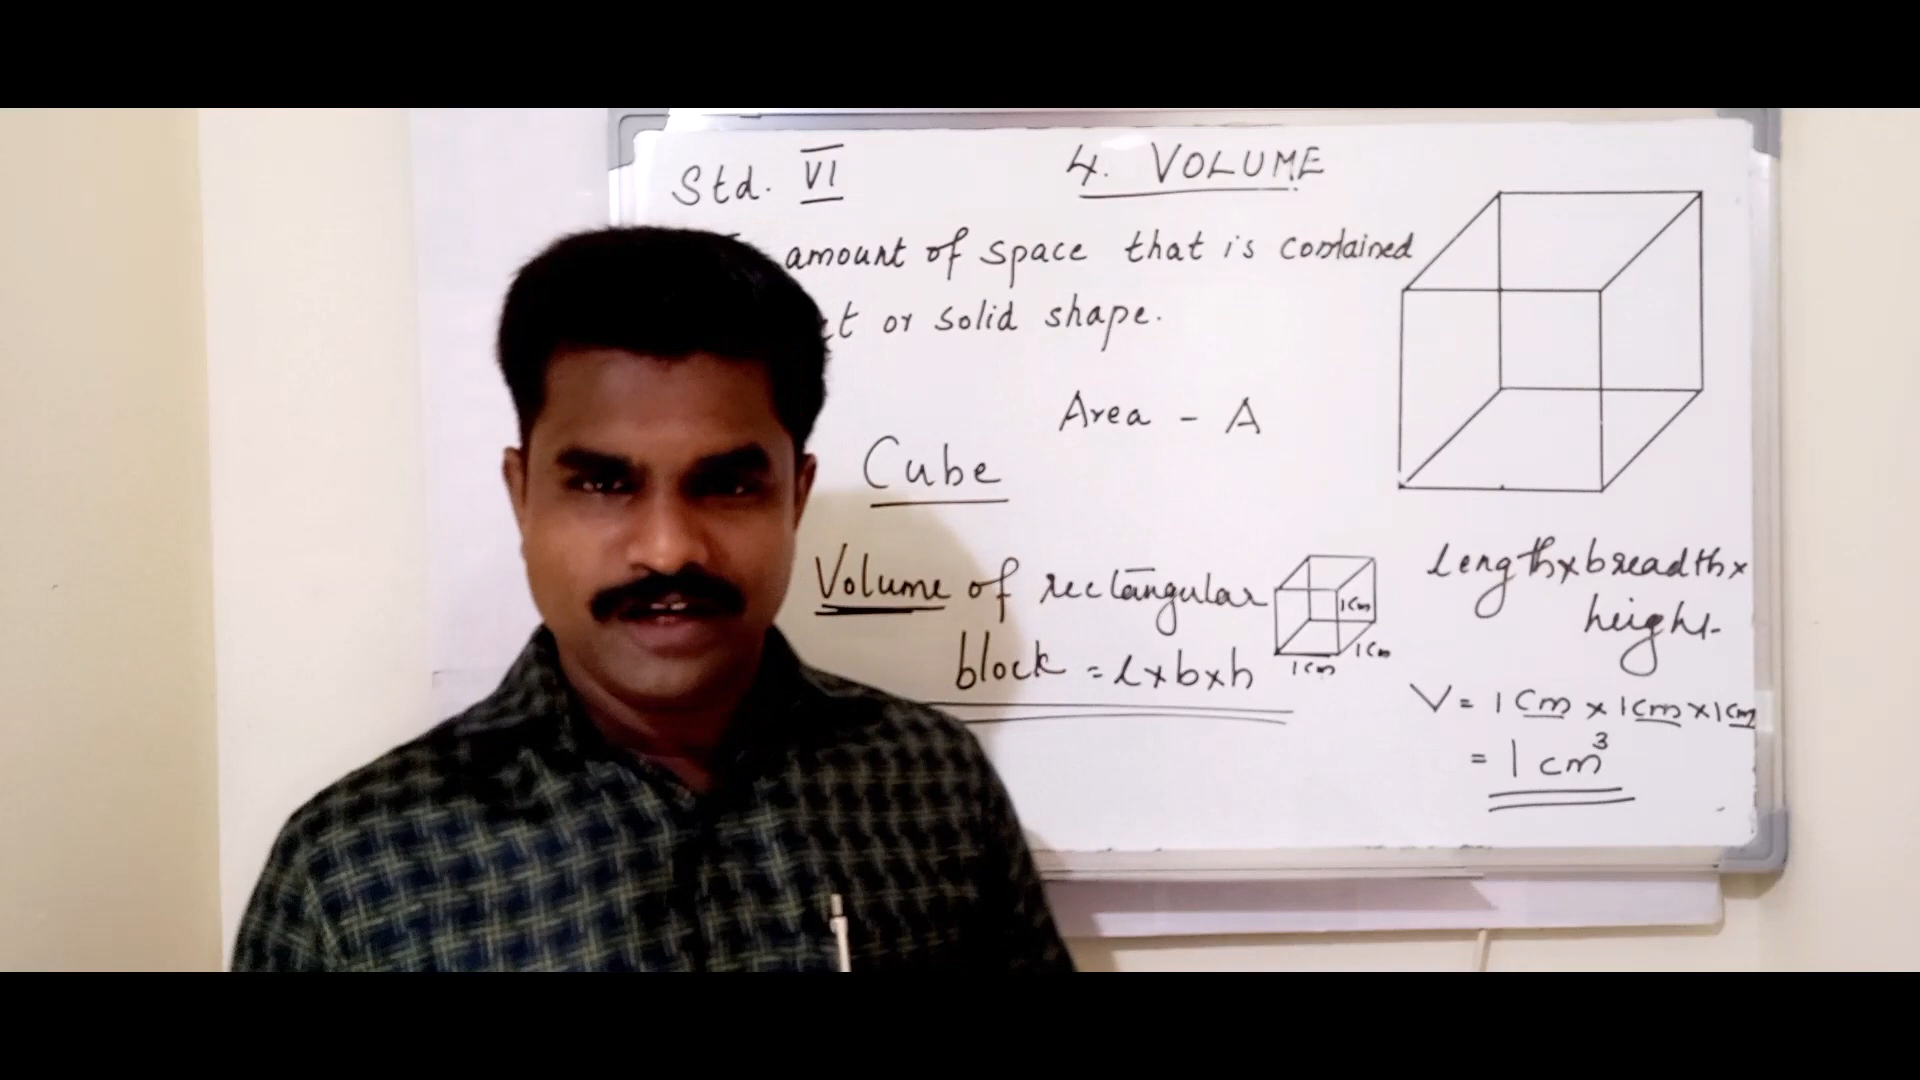 Std. VI
4. VOLUME
amount of space that is contained
or solid shape.
Area - A
Cube
Volume of rectangular
block = l×b×h
1cm
1cm
1cm
length×breadth×
height.
V = 1cm × 1cm × 1cm
= 1 cm³